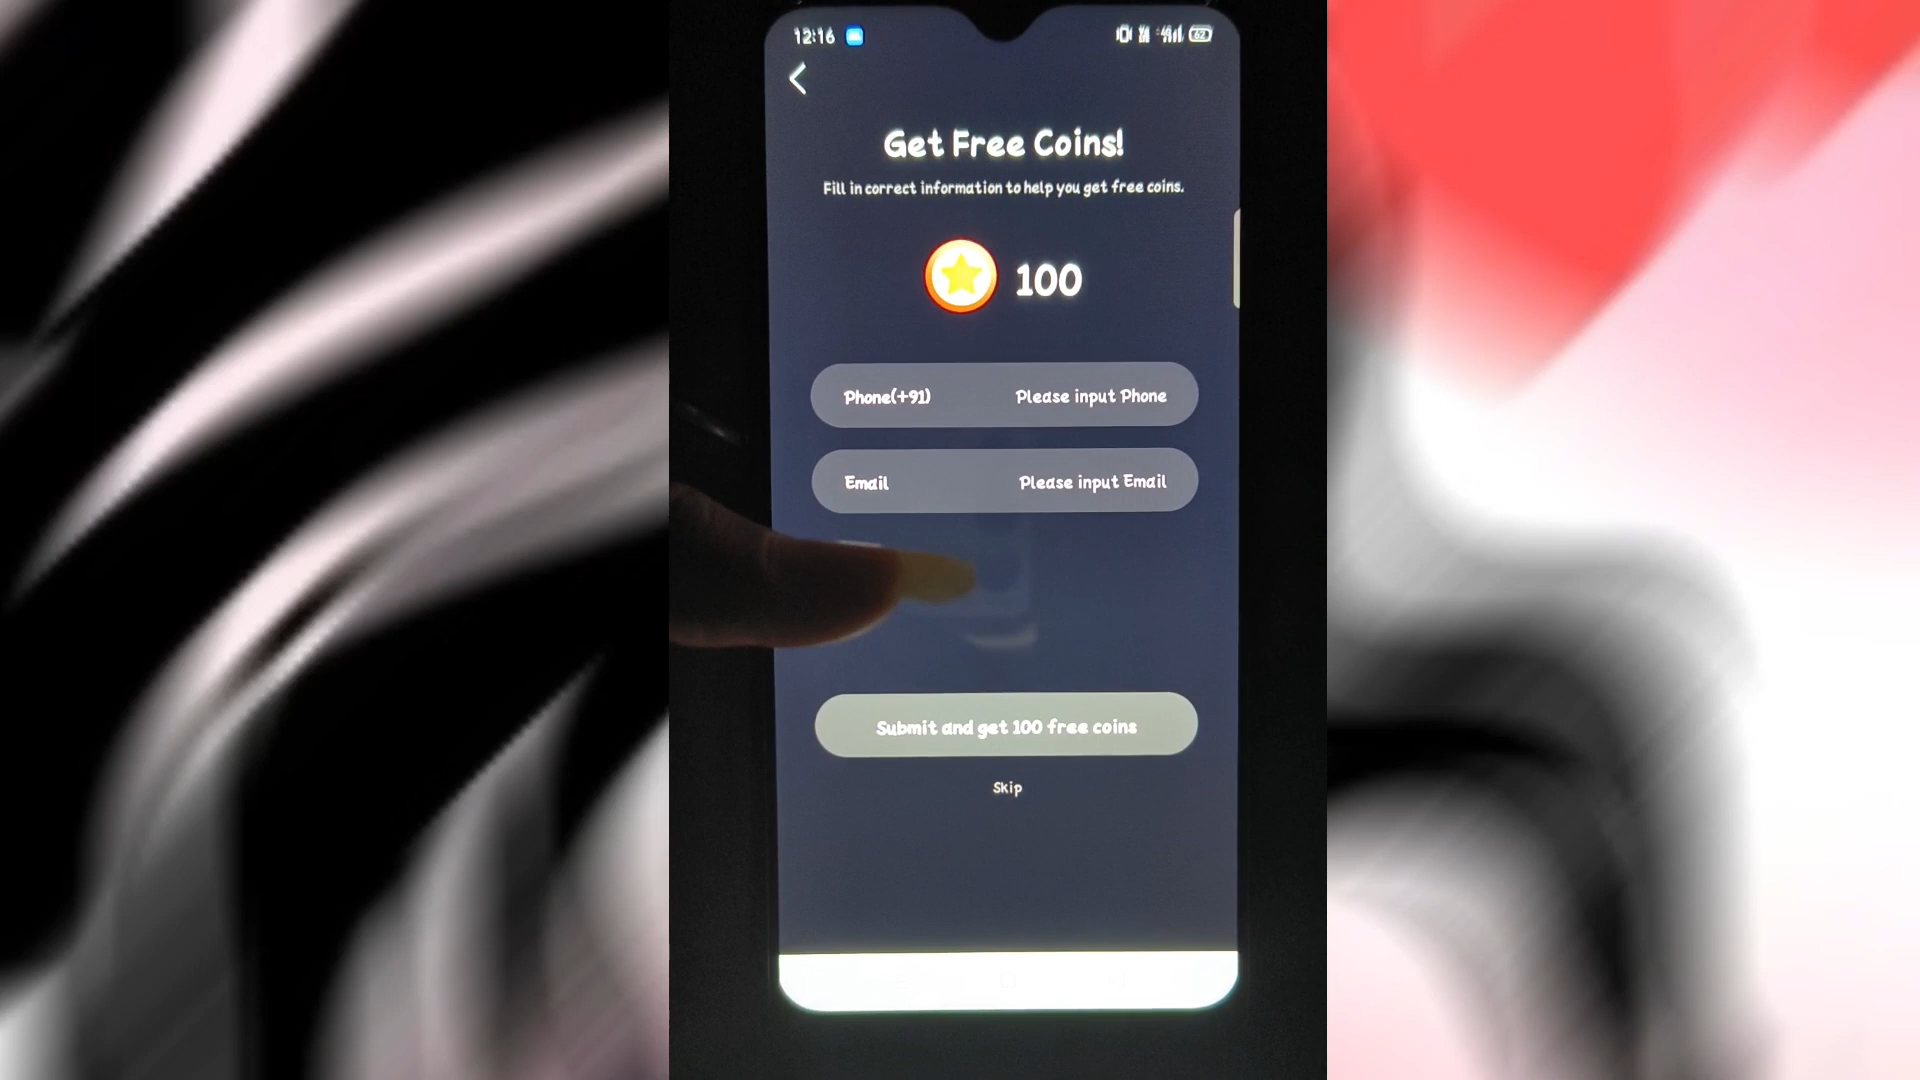 12:16
62
Get Free Coins!
Fill in correct information to help you get free coins.
100
Phone(+91) Please input Phone
Email Please input Email
Submit and get 100 free coins
Skip